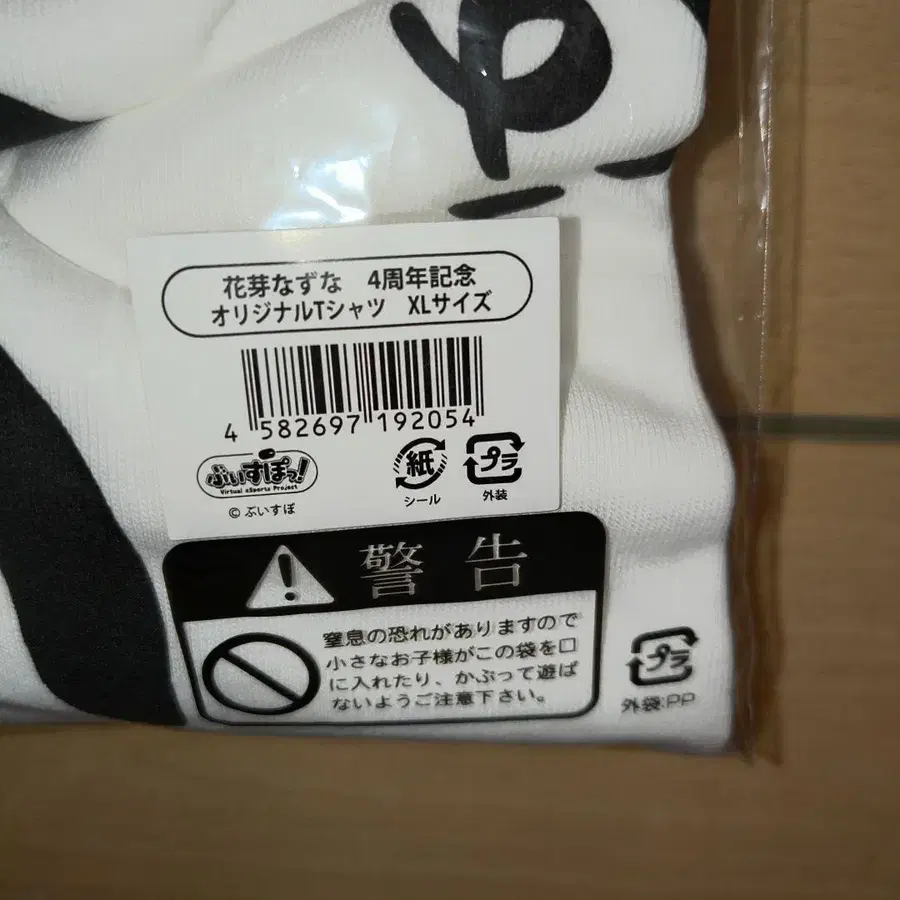 ゆ
花芽なずな 4周年記念
オリジナルTシャツ XLサイズ
4 582697 192054
ぶいすぽっ!
Virtual eSports Project
© ぶいすぽ
紙
シール
プラ
外装
警告
窒息の恐れがありますので
小さなお子様がこの袋を口
に入れたり、かぶって遊ば
ないようご注意下さい。
プラ
外袋:PP